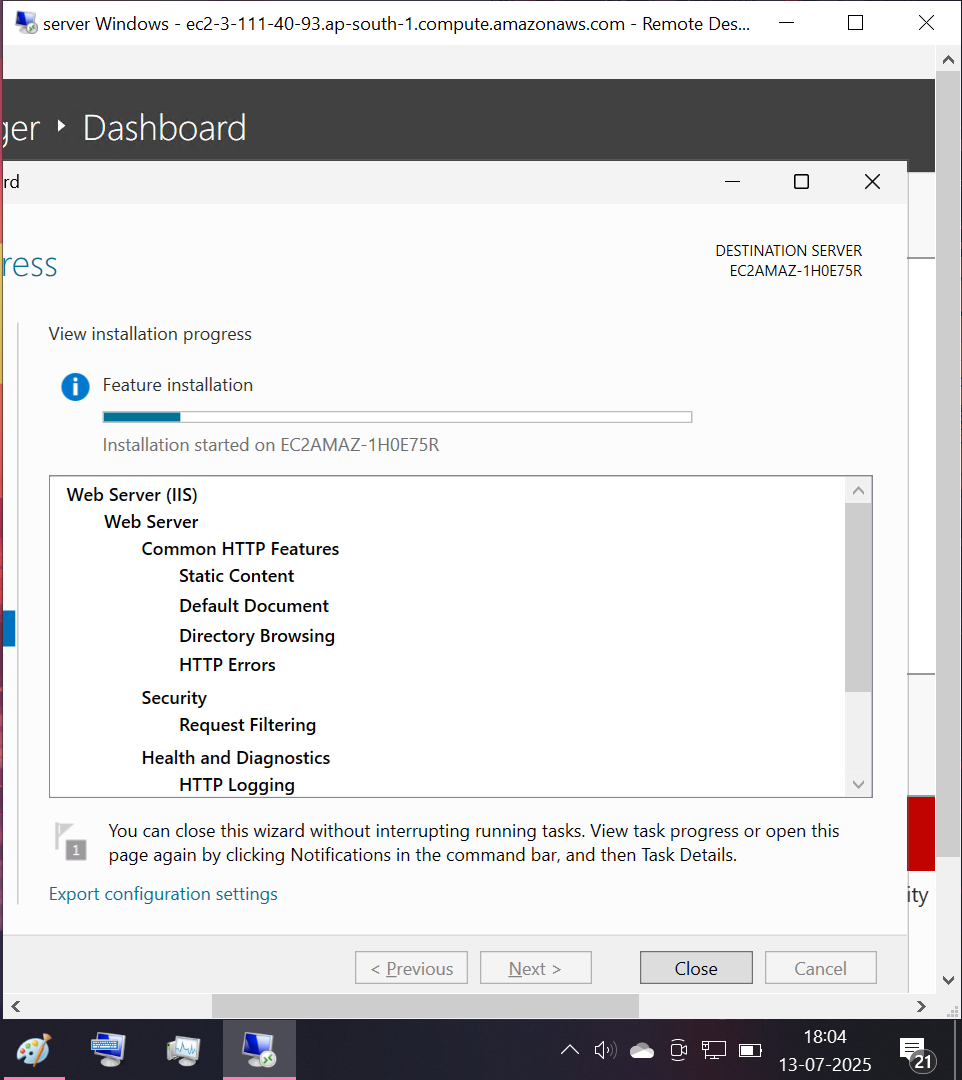 server Windows - ec2-3-111-40-93.ap-south-1.compute.amazonaws.com - Remote Des...
ger ▸ Dashboard
rd
ress
DESTINATION SERVER
EC2AMAZ-1H0E75R
View installation progress
Feature installation
Installation started on EC2AMAZ-1H0E75R
Web Server (IIS)
Web Server
Common HTTP Features
Static Content
Default Document
Directory Browsing
HTTP Errors
Security
Request Filtering
Health and Diagnostics
HTTP Logging
1
You can close this wizard without interrupting running tasks. View task progress or open this
page again by clicking Notifications in the command bar, and then Task Details.
Export configuration settings
ity
< Previous
Next >
Close
Cancel
18:04
13-07-2025
21